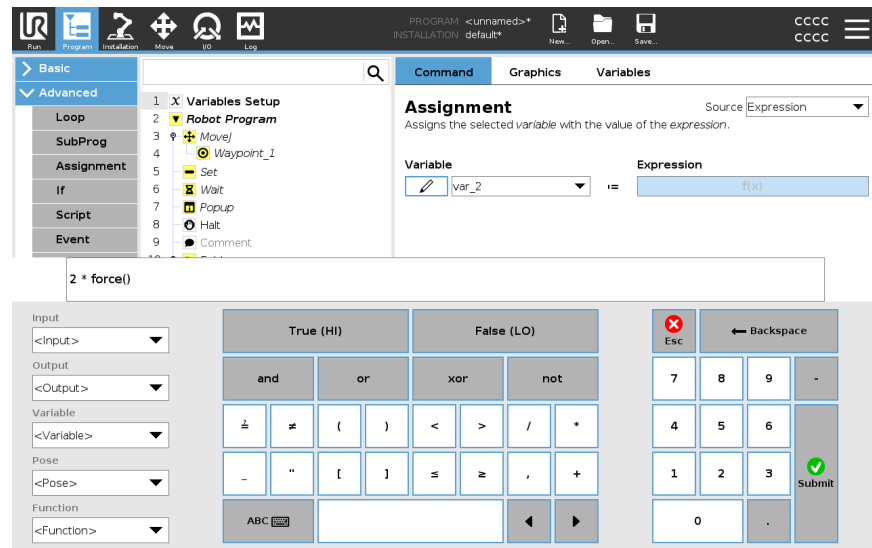 UR
PROGRAM <unnamed>*
INSTALLATION default*
CCCC
CCCC
Run Program Installation Move I/O Log New... Open... Save...
Basic
Advanced
Loop
SubProg
Assignment
If
Script
Event
1 X Variables Setup
2 Robot Program
3 MoveJ
4 Waypoint_1
5 Set
6 Wait
7 Popup
8 Halt
9 Comment
Command Graphics Variables
Assignment
Source Expression
Assigns the selected variable with the value of the expression.
Variable Expression
var_2 := f(x)
2 * force()
Input
<Input>
Output
<Output>
Variable
<Variable>
Pose
<Pose>
Function
<Function>
True (HI) False (LO)
and or xor not
≟ ≠ ( ) < > / *
_ " [ ] ≤ ≥ , +
ABC
Esc Backspace
7 8 9 -
4 5 6
1 2 3 Submit
0 .